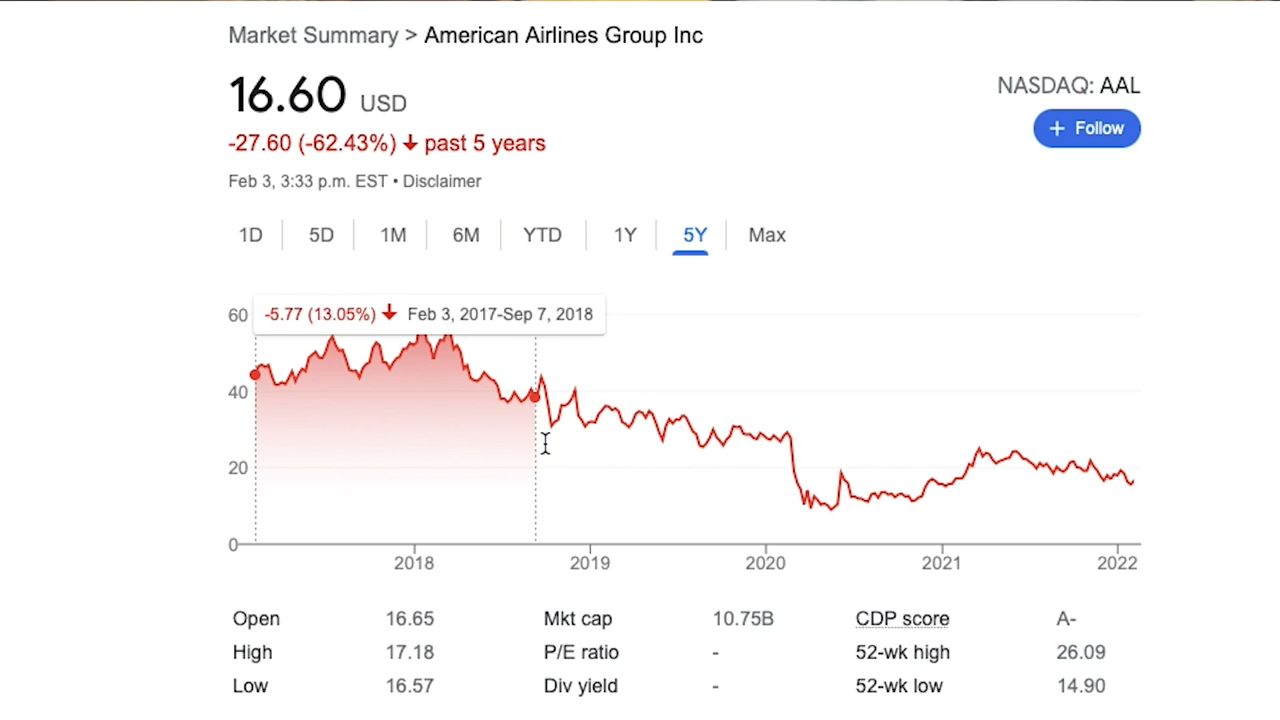 Market Summary > American Airlines Group Inc
16.60 USD
NASDAQ: AAL
-27.60 (-62.43%) ↓ past 5 years
+ Follow
Feb 3, 3:33 p.m. EST • Disclaimer
1D 5D 1M 6M YTD 1Y 5Y Max
-5.77 (13.05%) ↓ Feb 3, 2017-Sep 7, 2018
60
40
20
0
2018 2019 2020 2021 2022
Open 16.65 Mkt cap 10.75B CDP score A-
High 17.18 P/E ratio - 52-wk high 26.09
Low 16.57 Div yield - 52-wk low 14.90